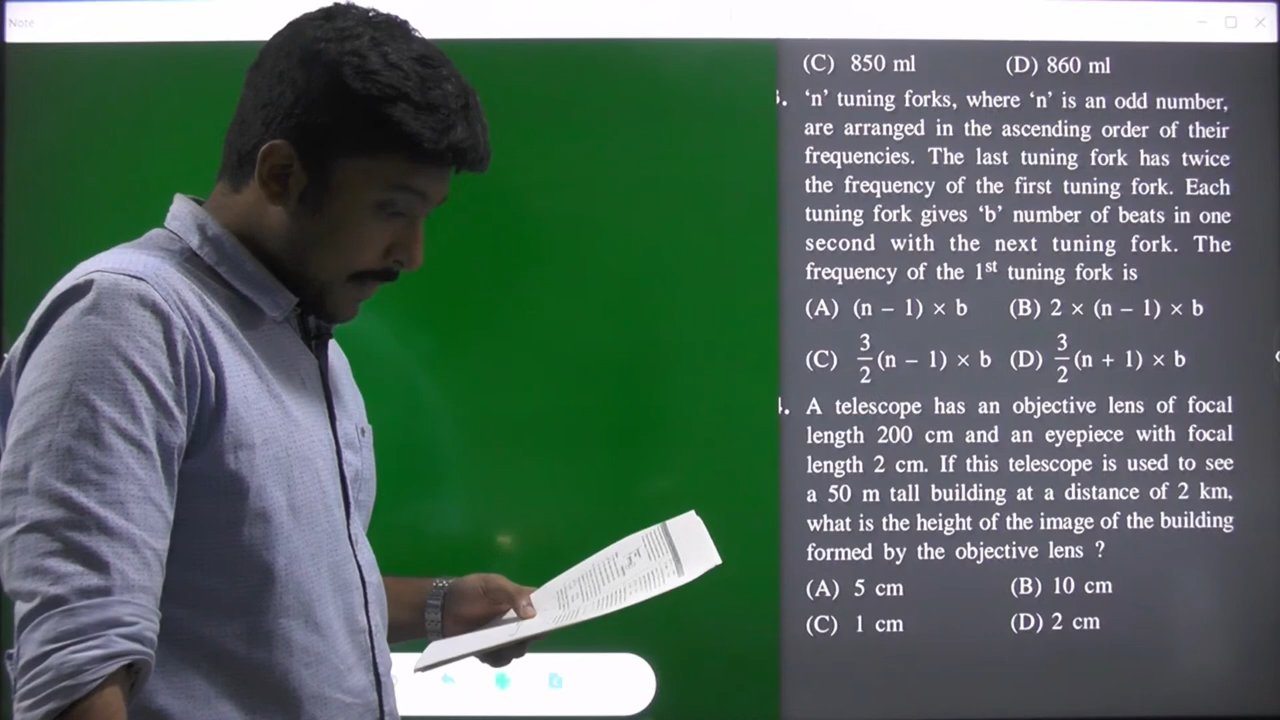 Note
(C) 850 ml (D) 860 ml
‘n’ tuning forks, where ‘n’ is an odd number,
are arranged in the ascending order of their
frequencies. The last tuning fork has twice
the frequency of the first tuning fork. Each
tuning fork gives ‘b’ number of beats in one
second with the next tuning fork. The
frequency of the 1st tuning fork is
(A) (n – 1) × b (B) 2 × (n – 1) × b
(C) 3/2 (n – 1) × b (D) 3/2 (n + 1) × b
A telescope has an objective lens of focal
length 200 cm and an eyepiece with focal
length 2 cm. If this telescope is used to see
a 50 m tall building at a distance of 2 km,
what is the height of the image of the building
formed by the objective lens ?
(A) 5 cm (B) 10 cm
(C) 1 cm (D) 2 cm